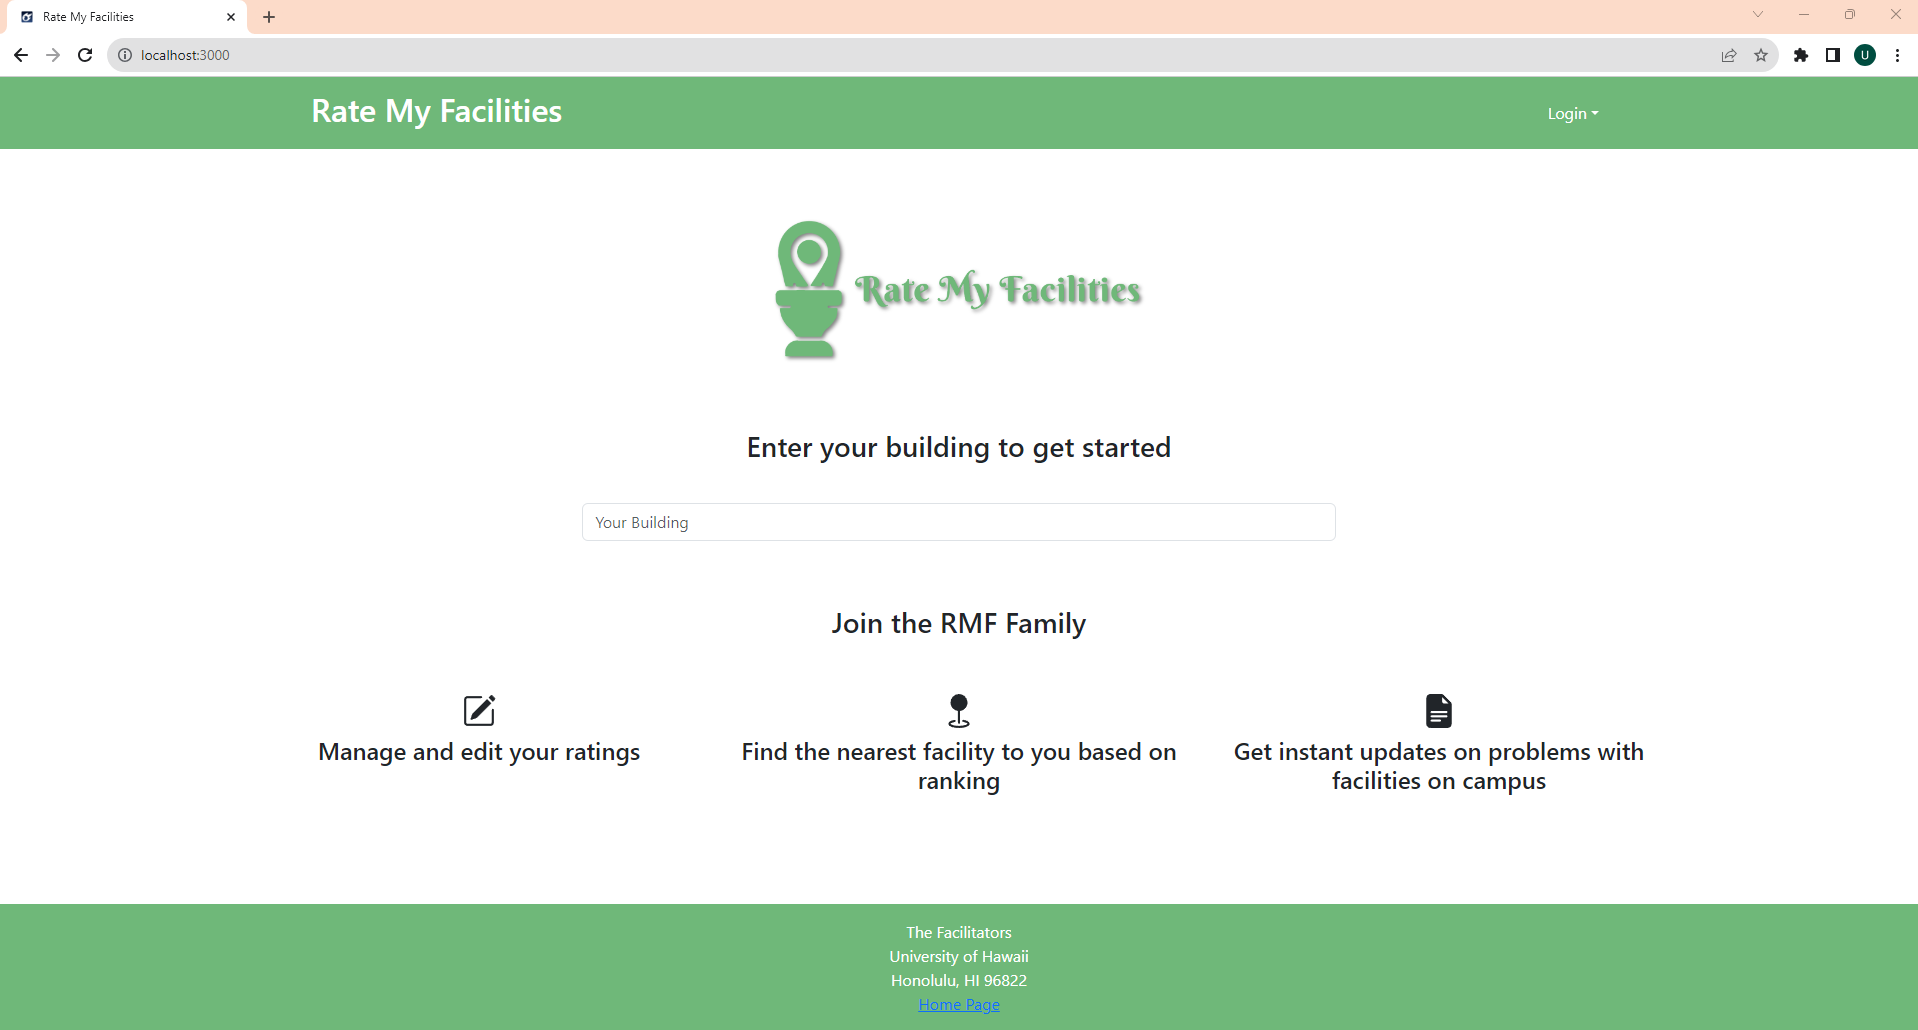 Rate My Facilities
localhost:3000
U
Rate My Facilities
Login
Rate My Facilities
Enter your building to get started
Your Building
Join the RMF Family
Manage and edit your ratings
Find the nearest facility to you based on
ranking
Get instant updates on problems with
facilities on campus
The Facilitators
University of Hawaii
Honolulu, HI 96822
Home Page